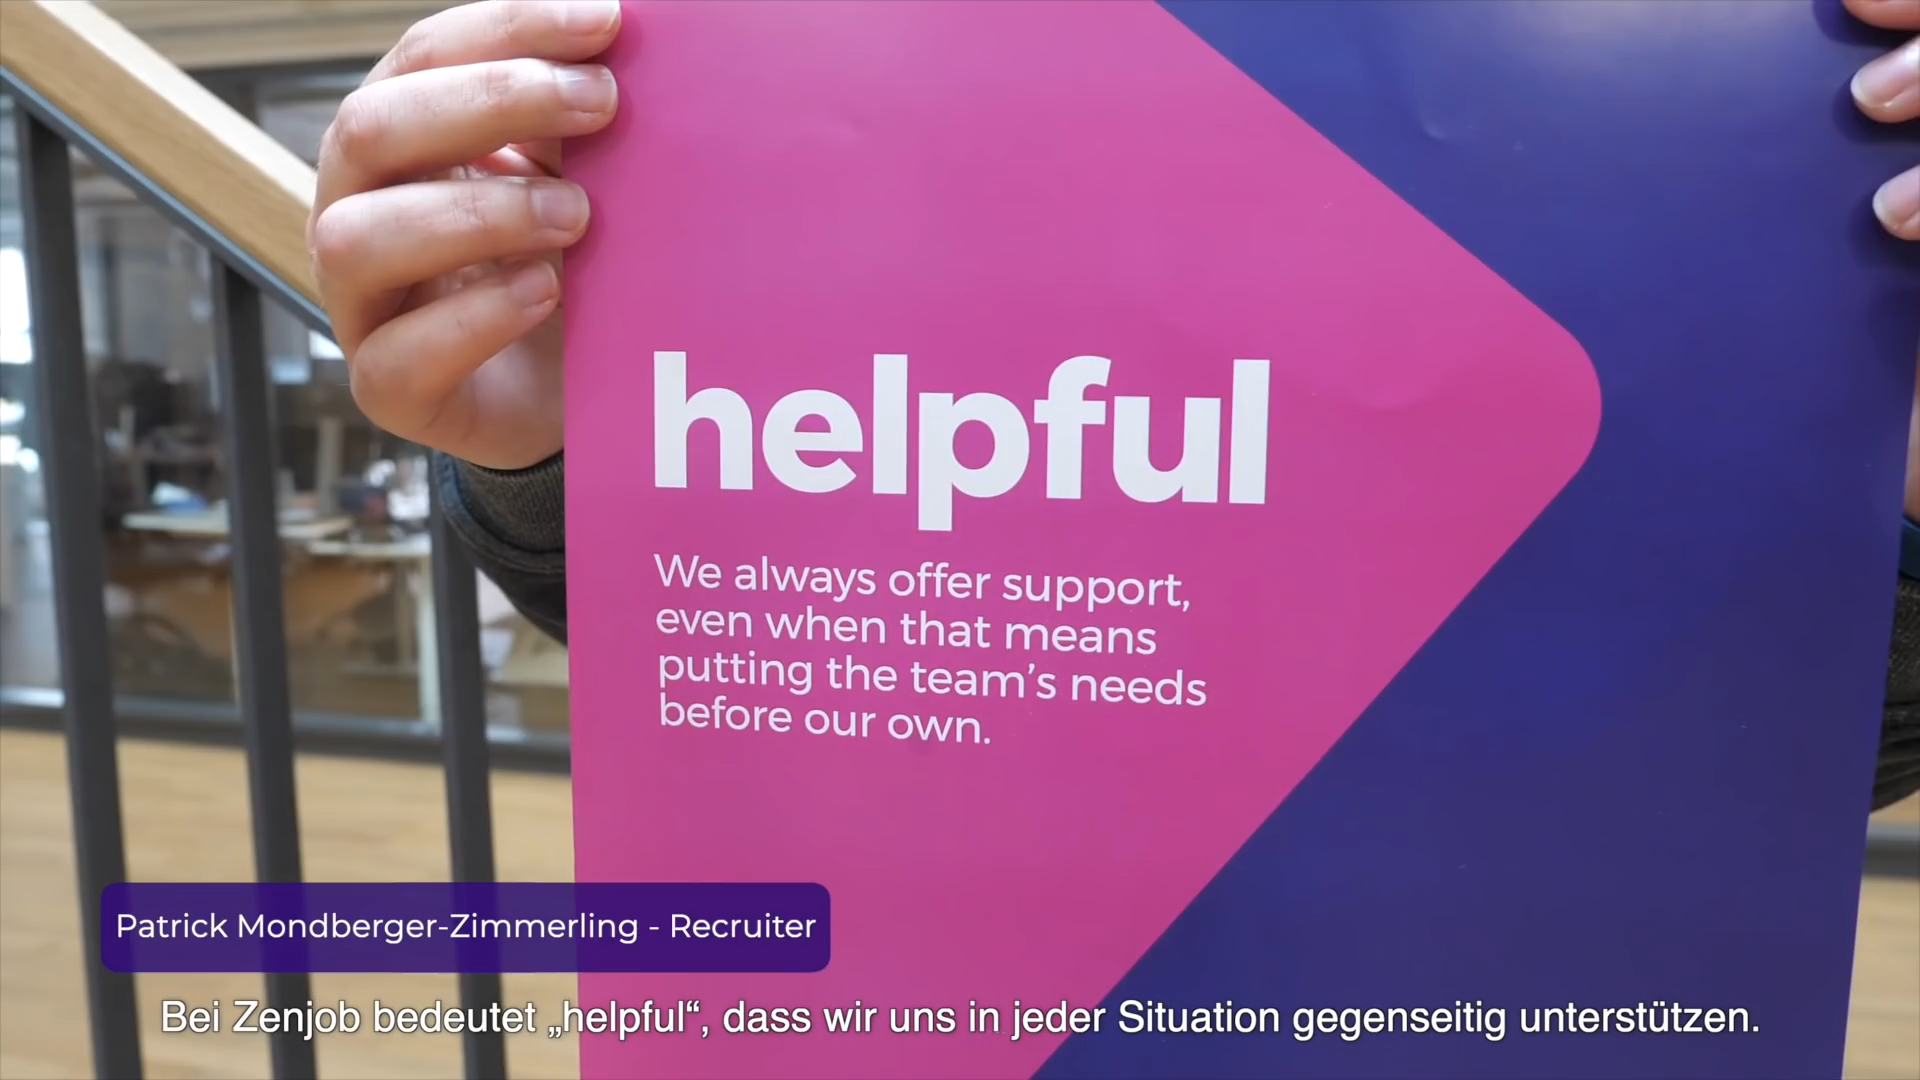 helpful
We always offer support,
even when that means
putting the team’s needs
before our own.
Patrick Mondberger-Zimmerling - Recruiter
Bei Zenjob bedeutet „helpful“, dass wir uns in jeder Situation gegenseitig unterstützen.